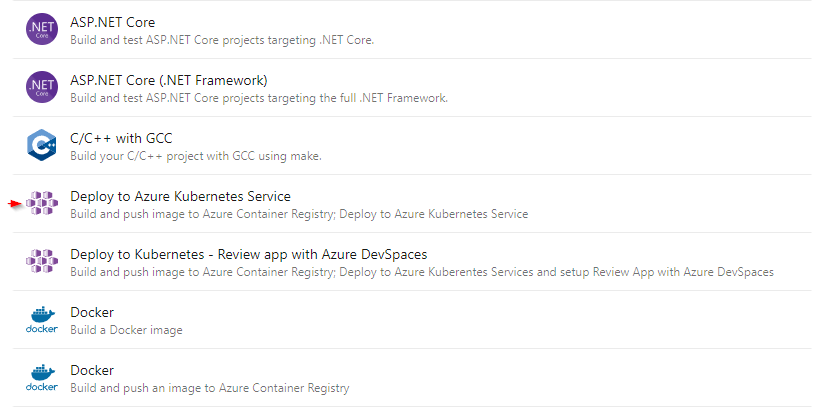 .NET
Core
ASP.NET Core
Build and test ASP.NET Core projects targeting .NET Core.
.NET
Core
ASP.NET Core (.NET Framework)
Build and test ASP.NET Core projects targeting the full .NET Framework.
C++
C/C++ with GCC
Build your C/C++ project with GCC using make.
Deploy to Azure Kubernetes Service
Build and push image to Azure Container Registry; Deploy to Azure Kubernetes Service
Deploy to Kubernetes - Review app with Azure DevSpaces
Build and push image to Azure Container Registry; Deploy to Azure Kuberentes Services and setup Review App with Azure DevSpaces
docker
Docker
Build a Docker image
docker
Docker
Build and push an image to Azure Container Registry